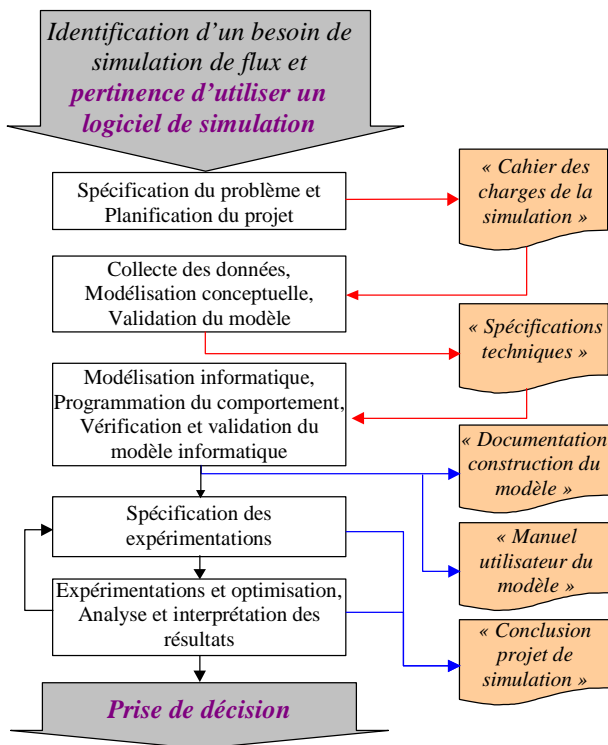 Identification d’un besoin de
simulation de flux et
pertinence d’utiliser un
logiciel de simulation
Spécification du problème et
Planification du projet
« Cahier des
charges de la
simulation »
Collecte des données,
Modélisation conceptuelle,
Validation du modèle
« Spécifications
techniques »
Modélisation informatique,
Programmation du comportement,
Vérification et validation du
modèle informatique
« Documentation
construction du
modèle »
Spécification des
expérimentations
« Manuel
utilisateur du
modèle »
Expérimentations et optimisation,
Analyse et interprétation des
résultats
« Conclusion
projet de
simulation »
Prise de décision